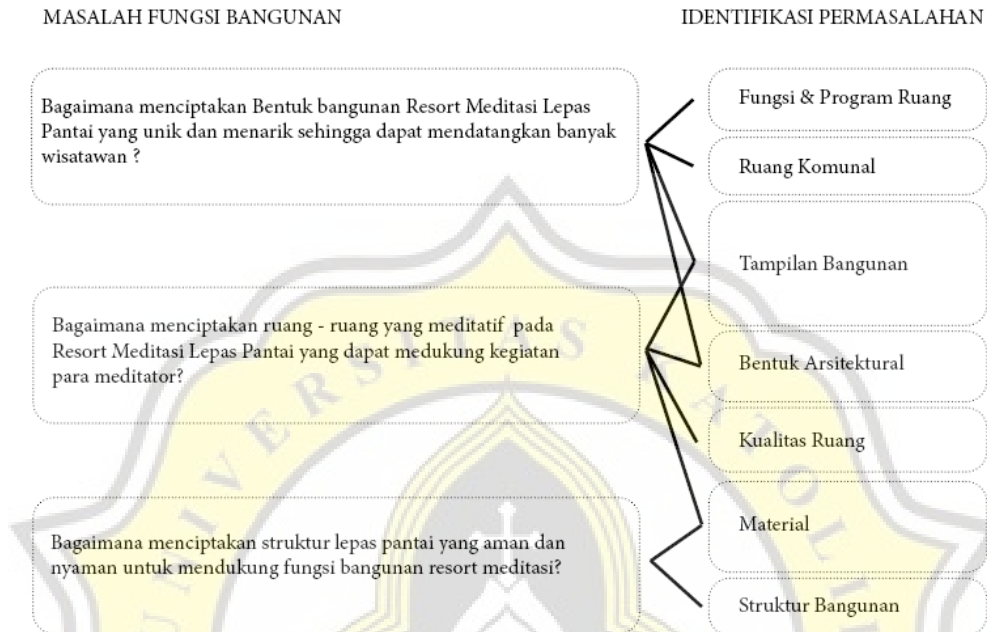 MASALAH FUNGSI BANGUNAN
IDENTIFIKASI PERMASALAHAN
Bagaimana menciptakan Bentuk bangunan Resort Meditasi Lepas
Pantai yang unik dan menarik sehingga dapat mendatangkan banyak
wisatawan ?
Bagaimana menciptakan ruang - ruang yang meditatif pada
Resort Meditasi Lepas Pantai yang dapat medukung kegiatan
para meditator?
Bagaimana menciptakan struktur lepas pantai yang aman dan
nyaman untuk mendukung fungsi bangunan resort meditasi?
Fungsi & Program Ruang
Ruang Komunal
Tampilan Bangunan
Bentuk Arsitektural
Kualitas Ruang
Material
Struktur Bangunan
UNIVERSITAS KATOLI